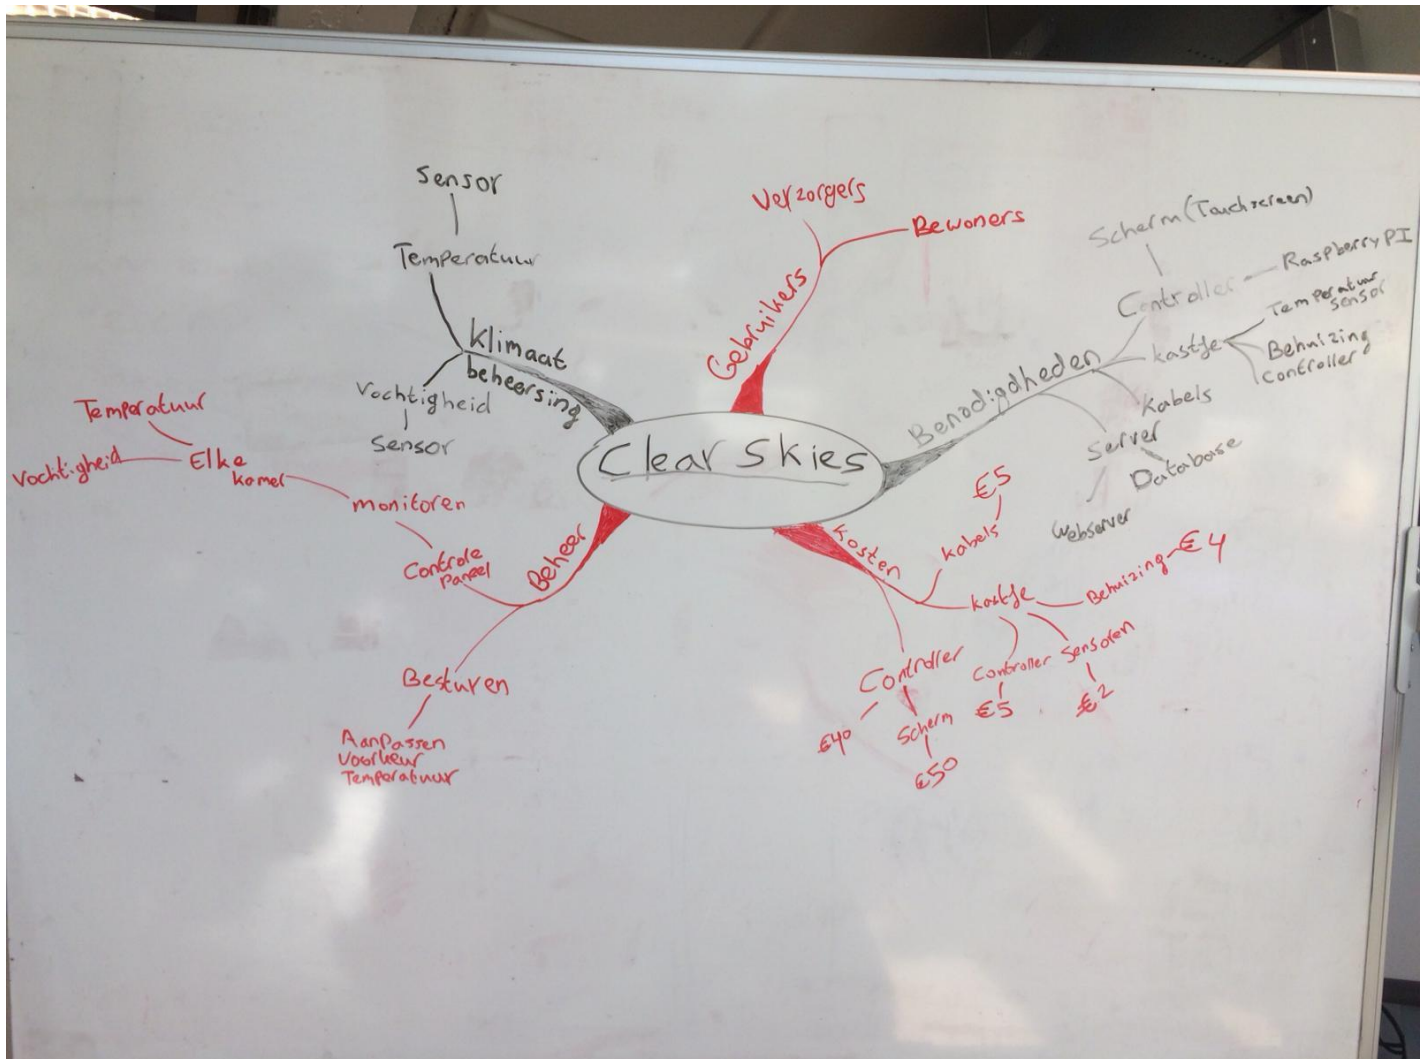 Clear Skies
Klimaat
beheersing
Temperatuur
Sensor
Vochtigheid
Sensor
Gebruikers
Verzorgers
Bewoners
Benodigdheden
Controller
Scherm (Touchscreen)
Raspberry PI
kastje
Temperatuur
sensor
Behuizing
Controller
Kabels
Server
Database
Webserver
Kosten
Kabels
€5
Kastje
Behuizing
€4
Sensoren
€2
Controller
€5
Controller
€40
Scherm
€50
Beheer
Controle
Paneel
monitoren
Elke
kamer
Temperatuur
Vochtigheid
Besturen
Aanpassen
Voorkeur
Temperatuur